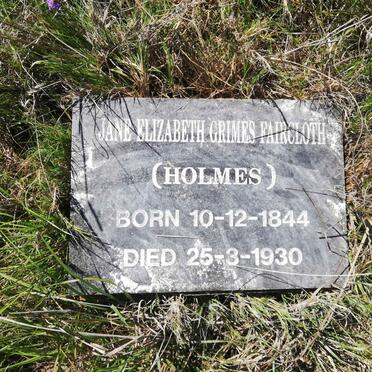 JANE ELIZABETH GRIMES FAIRCLOTH
(HOLMES)
BORN 10-12-1844
DIED 25-3-1930